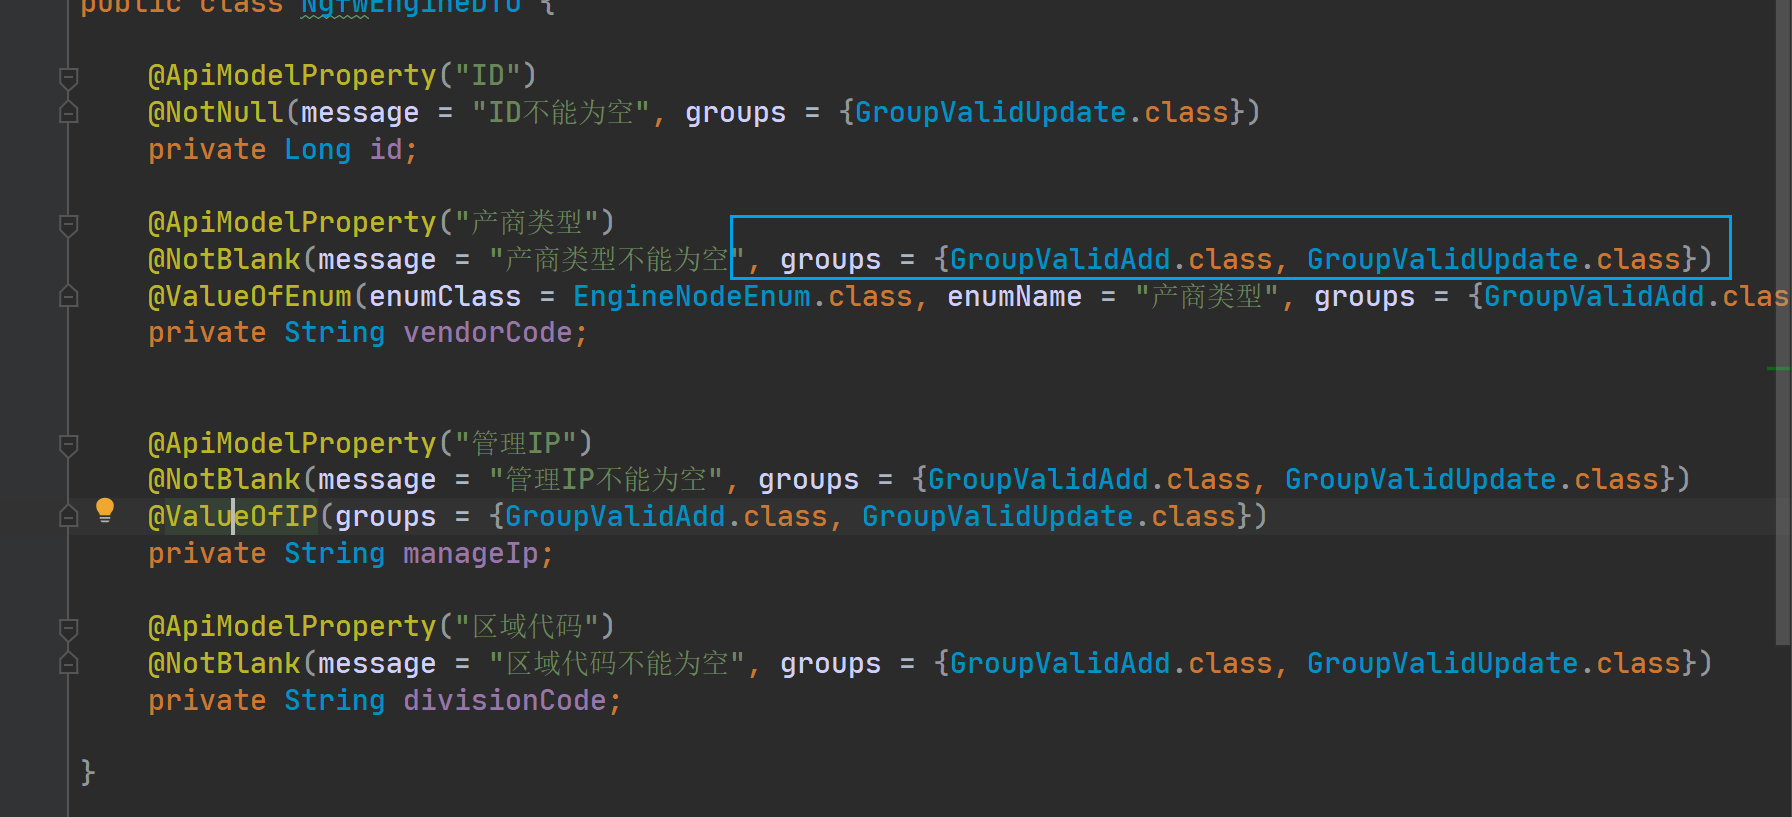 public class NgfwEngineDTO {
@ApiModelProperty("ID")
@NotNull(message = "ID不能为空", groups = {GroupValidUpdate.class})
private Long id;
@ApiModelProperty("产商类型")
@NotBlank(message = "产商类型不能为空", groups = {GroupValidAdd.class, GroupValidUpdate.class})
@ValueOfEnum(enumClass = EngineNodeEnum.class, enumName = "产商类型", groups = {GroupValidAdd.clas
private String vendorCode;
@ApiModelProperty("管理IP")
@NotBlank(message = "管理IP不能为空", groups = {GroupValidAdd.class, GroupValidUpdate.class})
@ValueOfIP(groups = {GroupValidAdd.class, GroupValidUpdate.class})
private String manageIp;
@ApiModelProperty("区域代码")
@NotBlank(message = "区域代码不能为空", groups = {GroupValidAdd.class, GroupValidUpdate.class})
private String divisionCode;
}